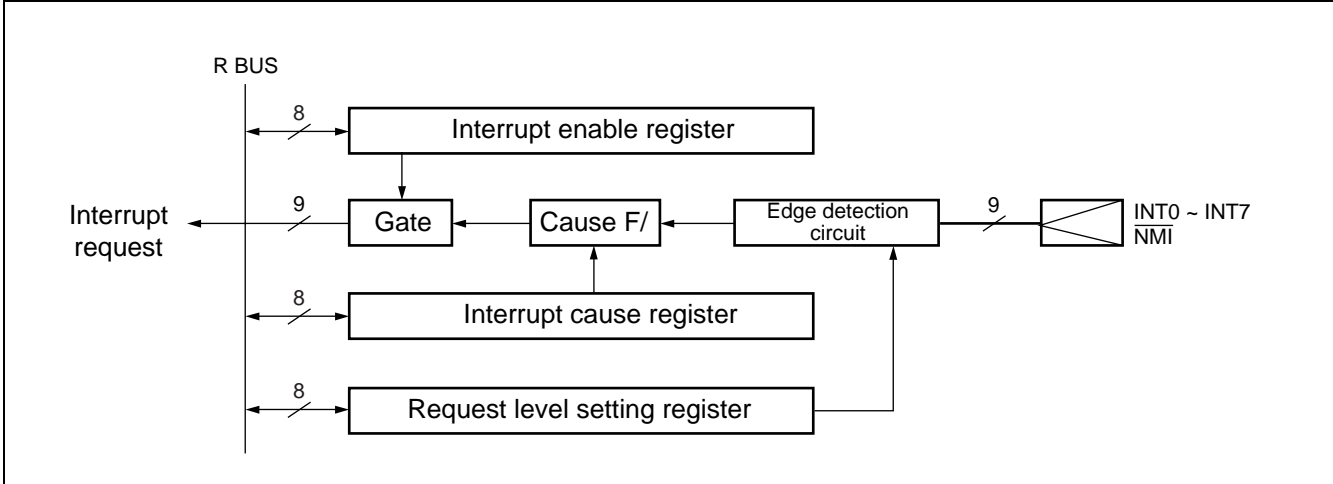 R BUS
8
Interrupt enable register
Interrupt
request
9
Gate
Cause F/
Edge detection
circuit
9
INT0 ~ INT7
NMI
8
Interrupt cause register
8
Request level setting register